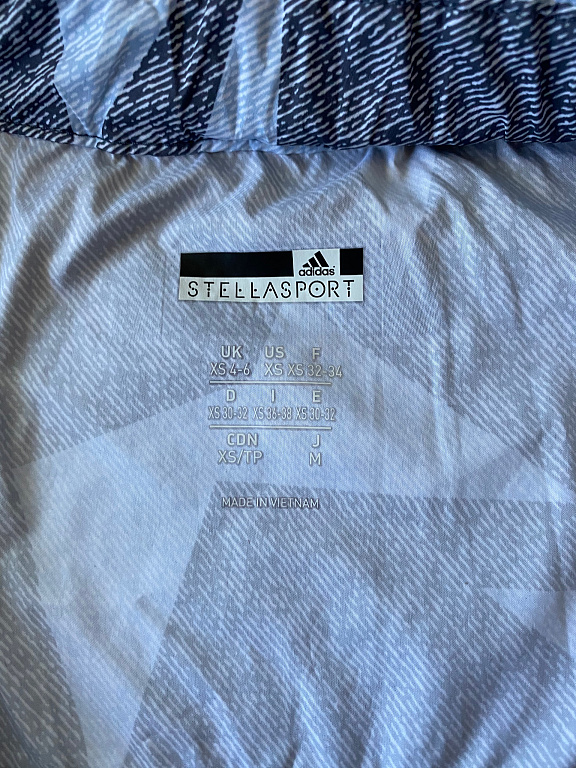 adidas
STELLASPORT
UK US F
XS 4-6 XS XS 32-34
D I E
XS 30-32 XS 36-38 XS 30-32
CDN J
XS/TP M
MADE IN VIETNAM